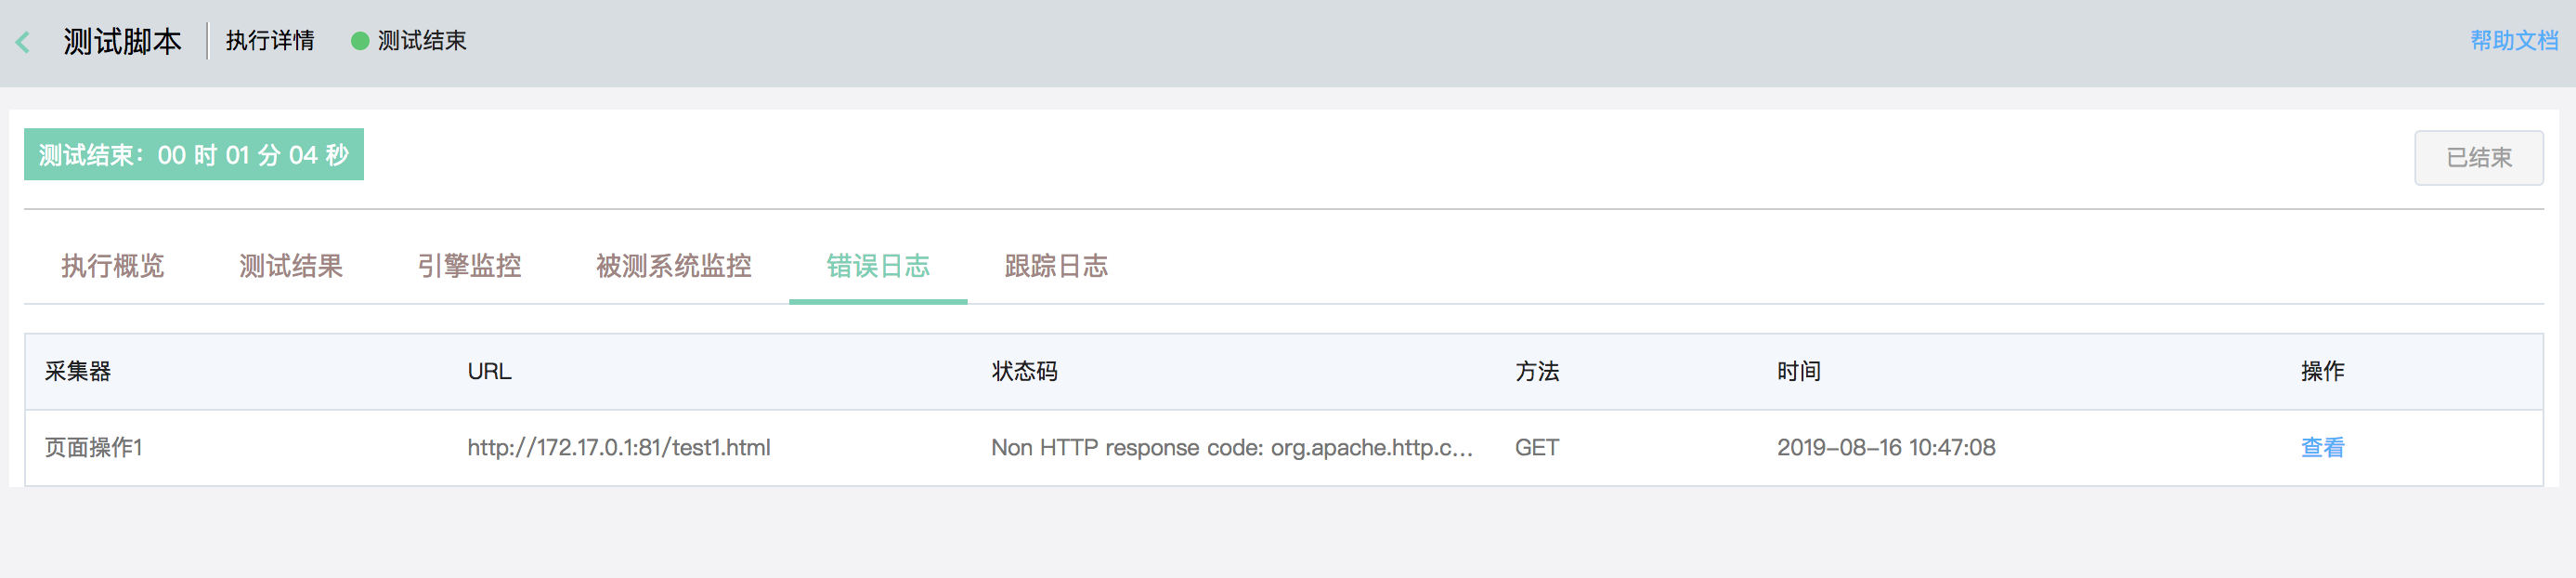 测试脚本 执行详情 测试结束 帮助文档
测试结束：00 时 01 分 04 秒 已结束
执行概览 测试结果 引擎监控 被测系统监控 错误日志 跟踪日志
采集器 URL 状态码 方法 时间 操作
页面操作1 http://172.17.0.1:81/test1.html Non HTTP response code: org.apache.http.c... GET 2019-08-16 10:47:08 查看